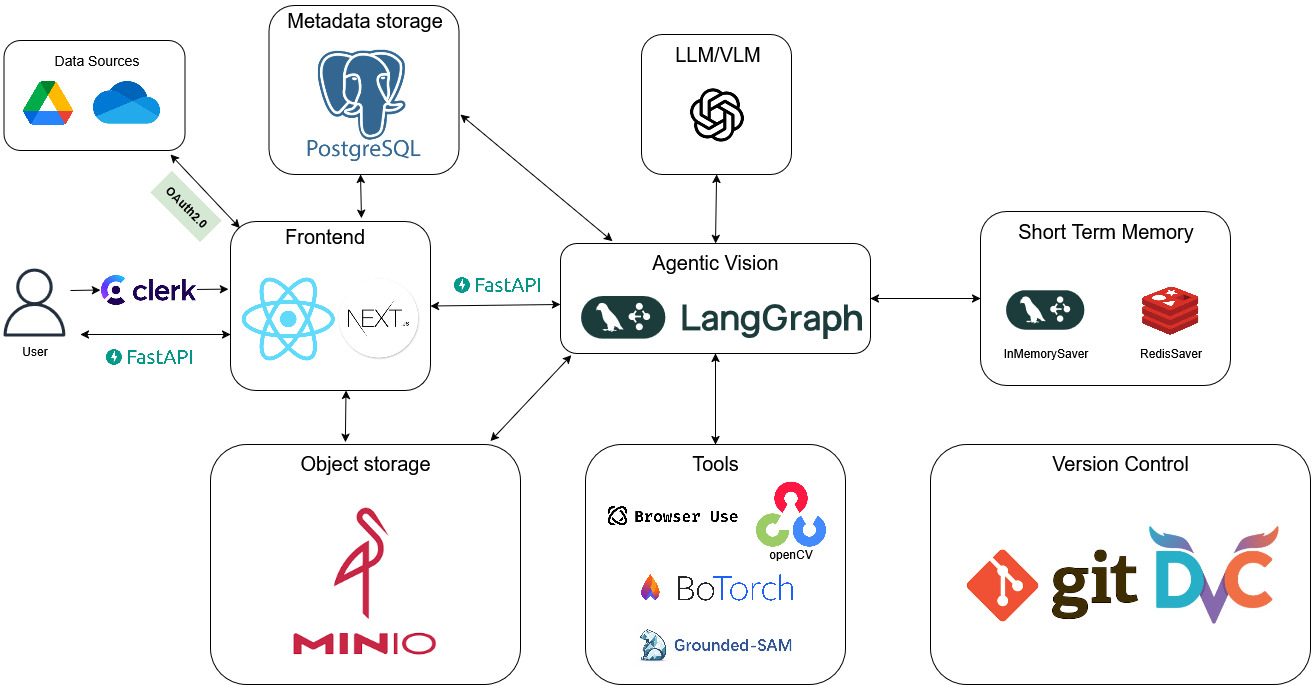 Metadata storage
PostgreSQL
Data Sources
OAuth2.0
LLM/VLM
Frontend
NEXT.JS
User
clerk
FastAPI
FastAPI
Agentic Vision
LangGraph
Short Term Memory
InMemorySaver
RedisSaver
Object storage
MINIO
Tools
Browser Use
openCV
BoTorch
Grounded-SAM
Version Control
git
DVC